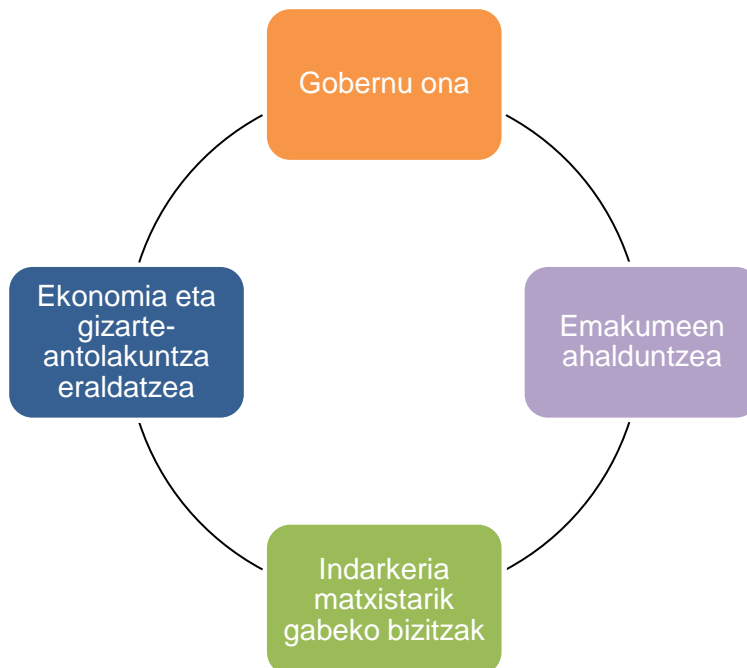 Gobernu ona
Ekonomia eta
gizarte-
antolakuntza
eraldatzea
Emakumeen
ahalduntzea
Indarkeria
matxistarik
gabeko bizitzak